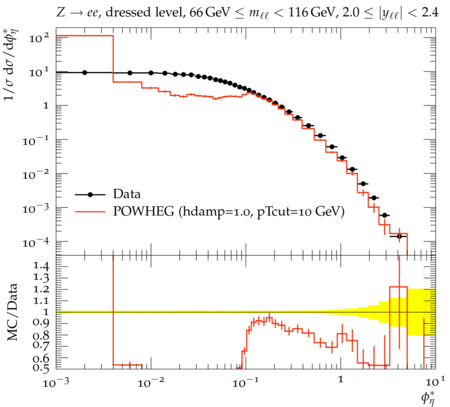 Z → ee, dressed level, 66 GeV ≤ mℓℓ < 116 GeV, 2.0 ≤ |yℓℓ| < 2.4
1/σ dσ/dϕ*η
10²
10¹
1
10⁻¹
10⁻²
10⁻³
10⁻⁴
Data
POWHEG (hdamp=1.0, pTcut=10 GeV)
MC/Data
1.4
1.3
1.2
1.1
1.0
0.9
0.8
0.7
0.6
0.5
10⁻³ 10⁻² 10⁻¹ 1 10¹
ϕ*η